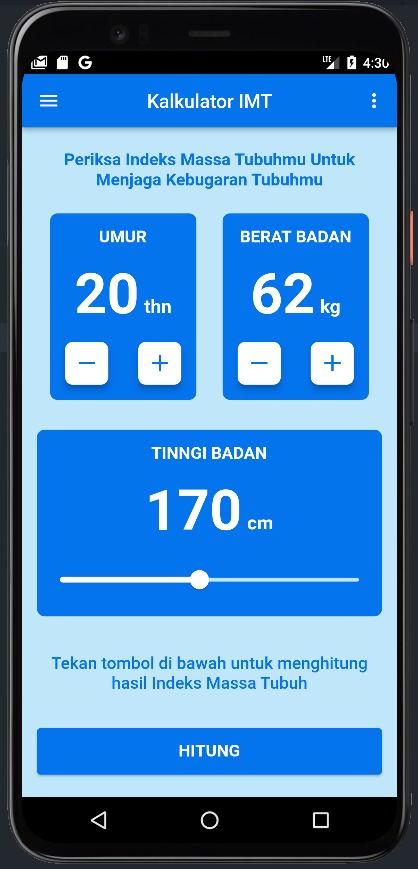 LTE 4:30
Kalkulator IMT
Periksa Indeks Massa Tubuhmu Untuk
Menjaga Kebugaran Tubuhmu
UMUR
20 thn
BERAT BADAN
62 kg
TINNGI BADAN
170 cm
Tekan tombol di bawah untuk menghitung
hasil Indeks Massa Tubuh
HITUNG